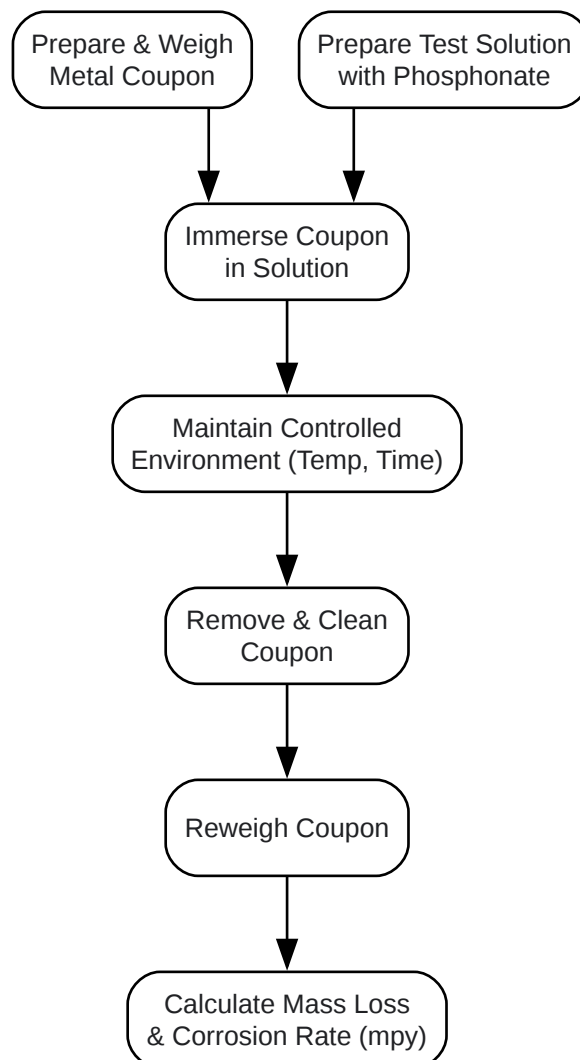 Prepare & Weigh
Metal Coupon
Prepare Test Solution
with Phosphonate
Immerse Coupon
in Solution
Maintain Controlled
Environment (Temp, Time)
Remove & Clean
Coupon
Reweigh Coupon
Calculate Mass Loss
& Corrosion Rate (mpy)